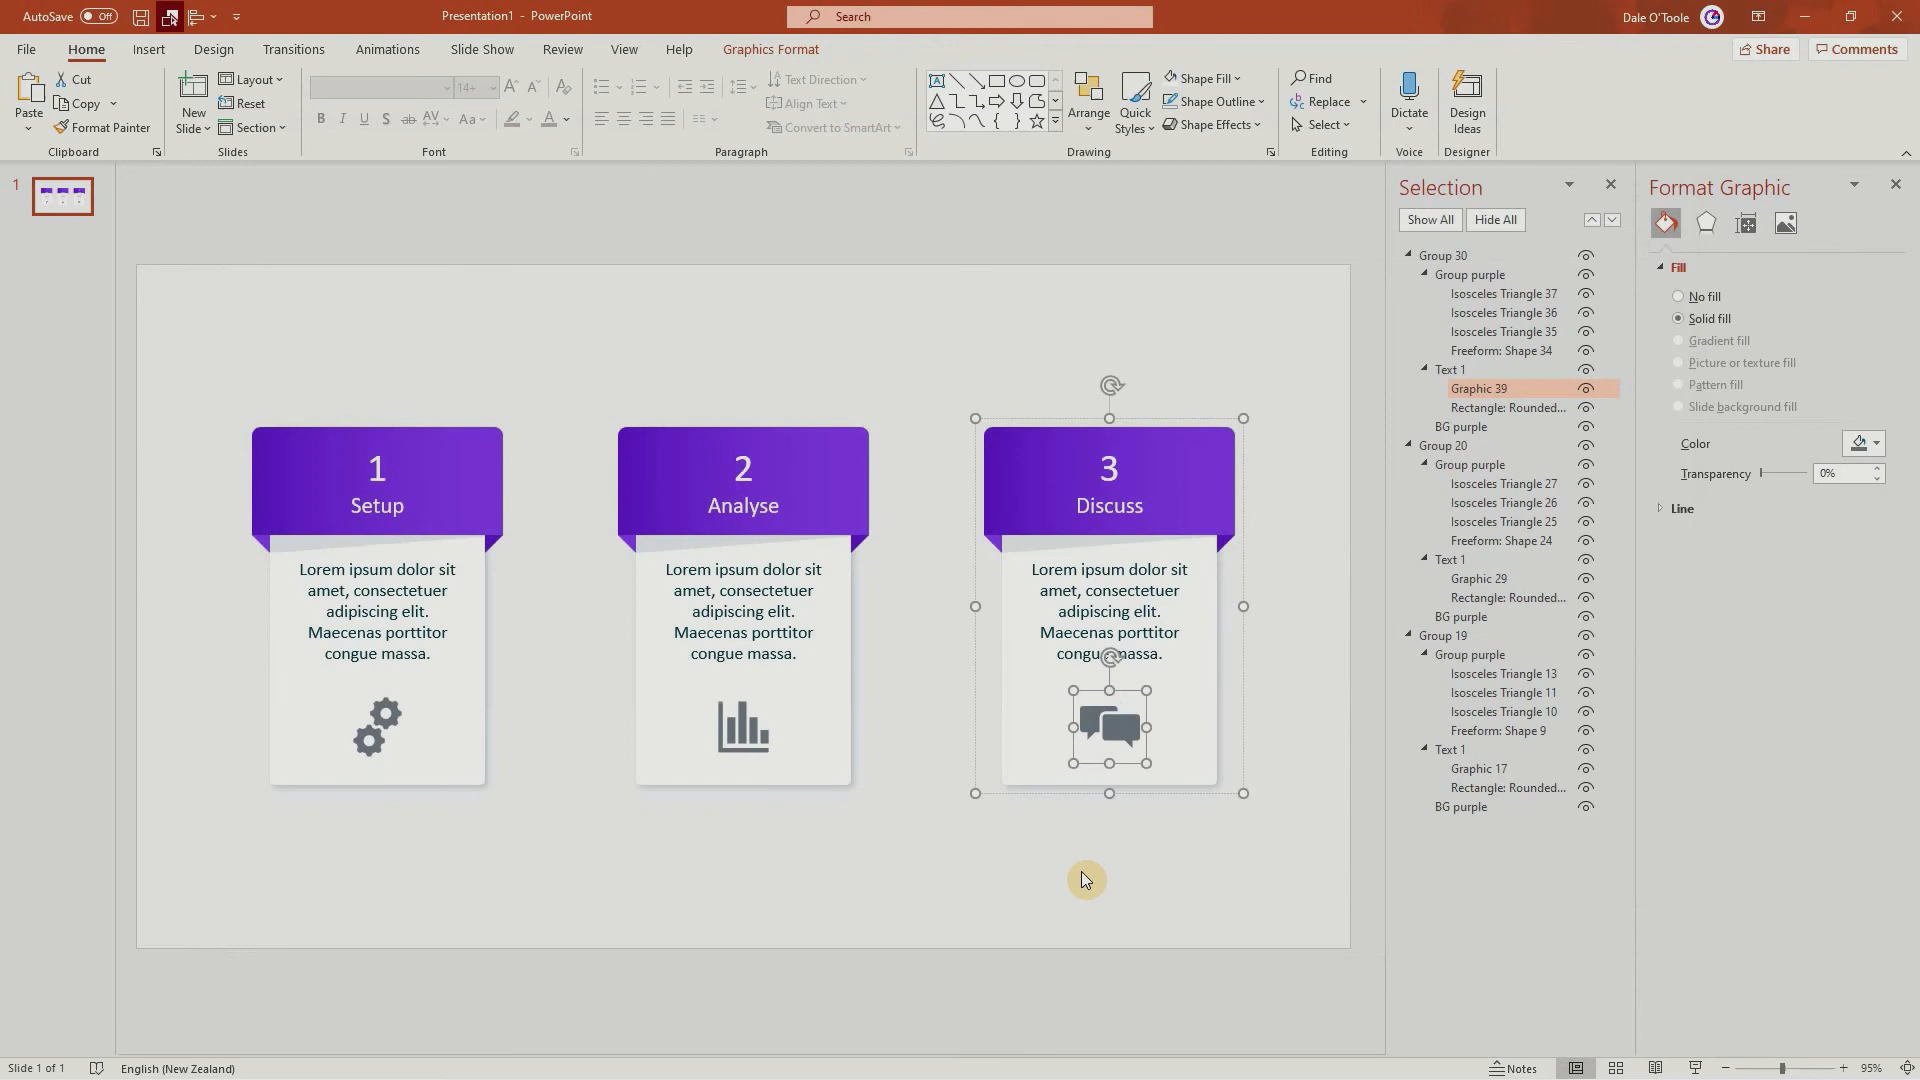 AutoSave Off
Presentation1 - PowerPoint
Search
Dale O'Toole
File Home Insert Design Transitions Animations Slide Show Review View Help Graphics Format
Share Comments
Paste
Cut
Copy
Format Painter
Clipboard
New
Slide
Layout
Reset
Section
Slides
14+
B I U S ab AV Aa
A
Font
Text Direction
Align Text
Convert to SmartArt
Paragraph
Arrange
Quick
Styles
Shape Fill
Shape Outline
Shape Effects
Drawing
Find
Replace
Select
Editing
Dictate
Voice
Design
Ideas
Designer
1
1
Setup
Lorem ipsum dolor sit
amet, consectetuer
adipiscing elit.
Maecenas porttitor
congue massa.
2
Analyse
Lorem ipsum dolor sit
amet, consectetuer
adipiscing elit.
Maecenas porttitor
congue massa.
3
Discuss
Lorem ipsum dolor sit
amet, consectetuer
adipiscing elit.
Maecenas porttitor
congue massa.
Selection
Show All Hide All
Group 30
Group purple
Isosceles Triangle 37
Isosceles Triangle 36
Isosceles Triangle 35
Freeform: Shape 34
Text 1
Graphic 39
Rectangle: Rounded...
BG purple
Group 20
Group purple
Isosceles Triangle 27
Isosceles Triangle 26
Isosceles Triangle 25
Freeform: Shape 24
Text 1
Graphic 29
Rectangle: Rounded...
BG purple
Group 19
Group purple
Isosceles Triangle 13
Isosceles Triangle 11
Isosceles Triangle 10
Freeform: Shape 9
Text 1
Graphic 17
Rectangle: Rounded...
BG purple
Format Graphic
Fill
No fill
Solid fill
Gradient fill
Picture or texture fill
Pattern fill
Slide background fill
Color
Transparency 0%
Line
Slide 1 of 1
English (New Zealand)
Notes
95%